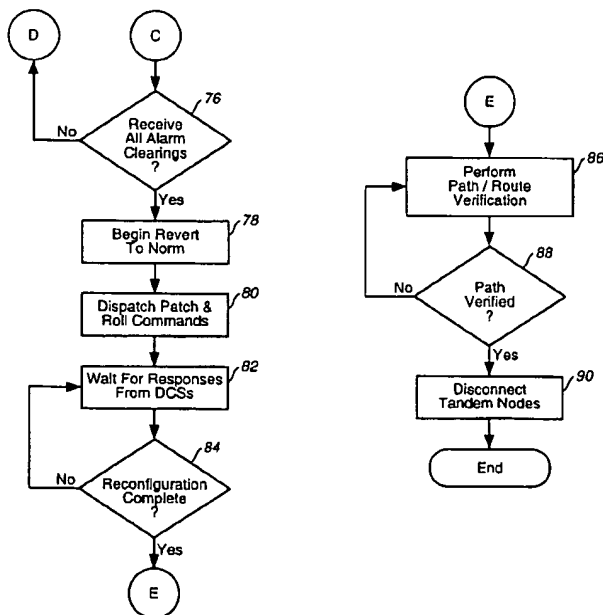 D
C
76
No
Receive
All Alarm
Clearings
?
Yes
78
Begin Revert
To Norm
80
Dispatch Patch &
Roll Commands
82
Wait For Responses
From DCSs
84
No
Reconfiguration
Complete
?
Yes
E
E
86
Perform
Path / Route
Verification
88
No
Path
Verified
?
Yes
90
Disconnect
Tandem Nodes
End